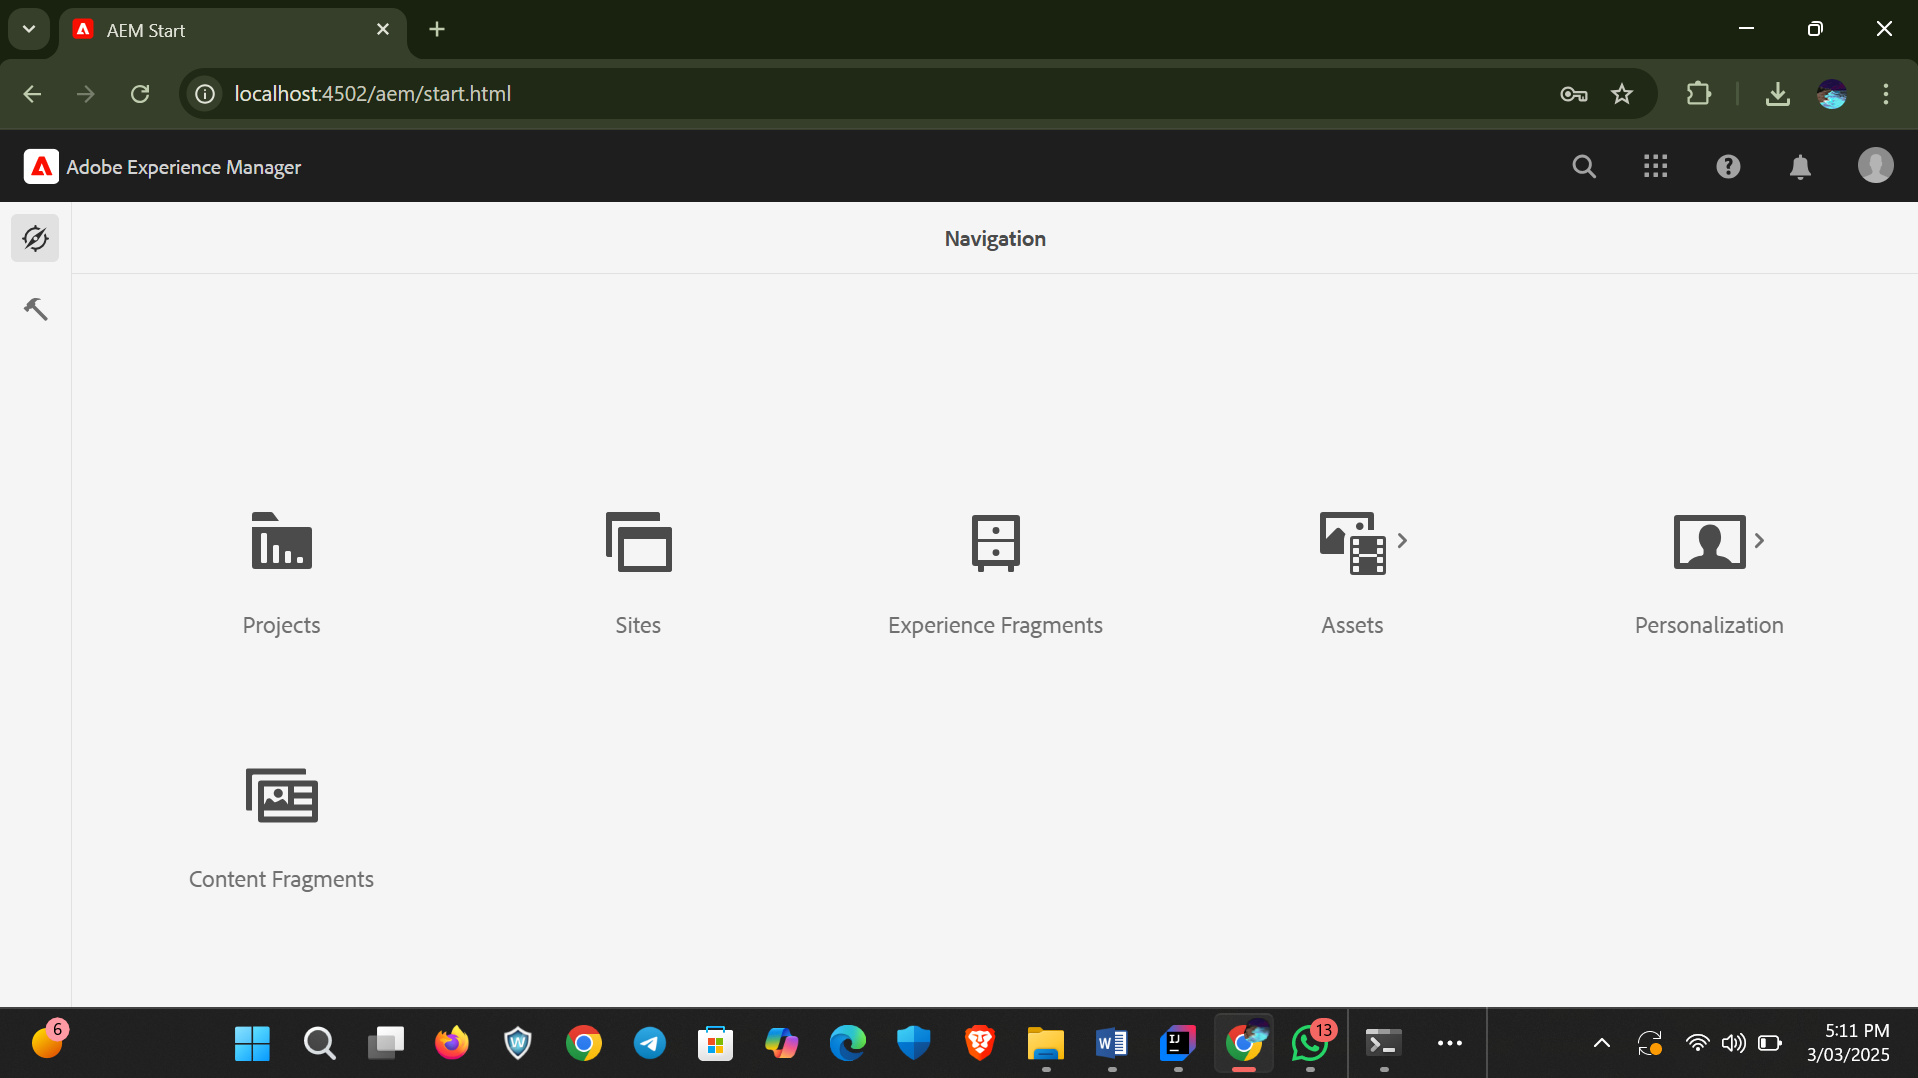 AEM Start
localhost:4502/aem/start.html
Adobe Experience Manager
Navigation
Projects
Sites
Experience Fragments
Assets
Personalization
Content Fragments
6
W
W
IJ
13
5:11 PM
3/03/2025